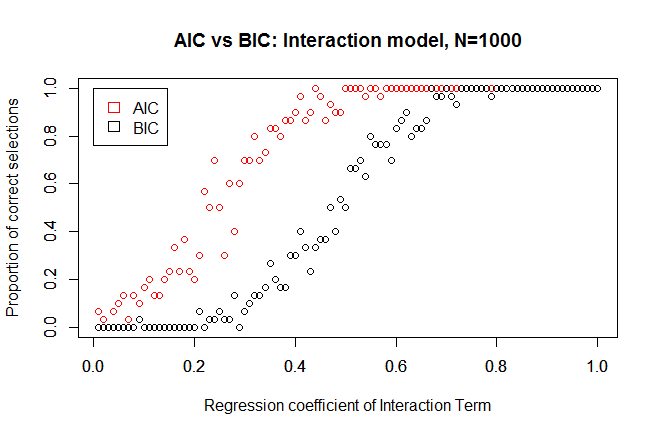 AIC vs BIC: Interaction model, N=1000
AIC
BIC
Proportion of correct selections
1.0
0.8
0.6
0.4
0.2
0.0
0.0 0.2 0.4 0.6 0.8 1.0
Regression coefficient of Interaction Term